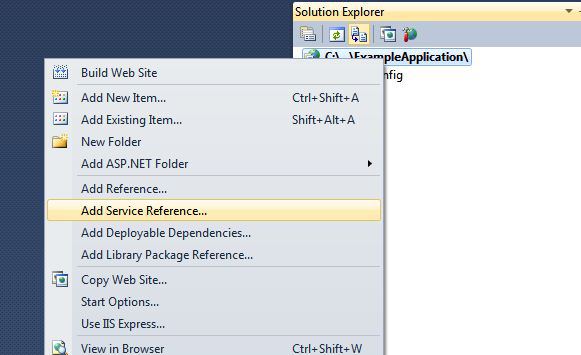 Solution Explorer
C:\...\ExampleApplication\
nfig
Build Web Site
Add New Item... Ctrl+Shift+A
Add Existing Item... Shift+Alt+A
New Folder
Add ASP.NET Folder
Add Reference...
Add Service Reference...
Add Deployable Dependencies...
Add Library Package Reference...
Copy Web Site...
Start Options...
Use IIS Express...
View in Browser Ctrl+Shift+W